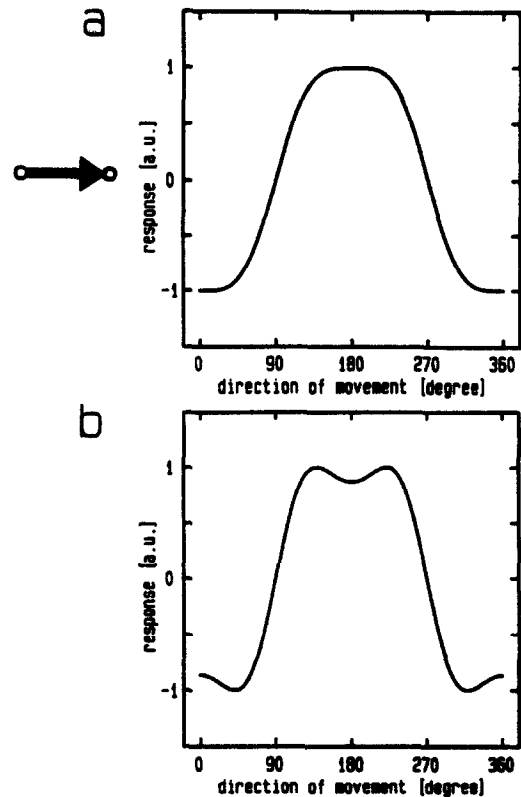 a
1
0
-1
response [a.u.]
0 90 180 270 360
direction of movement [degree]
b
1
0
-1
response [a.u.]
0 90 180 270 360
direction of movement [degree]